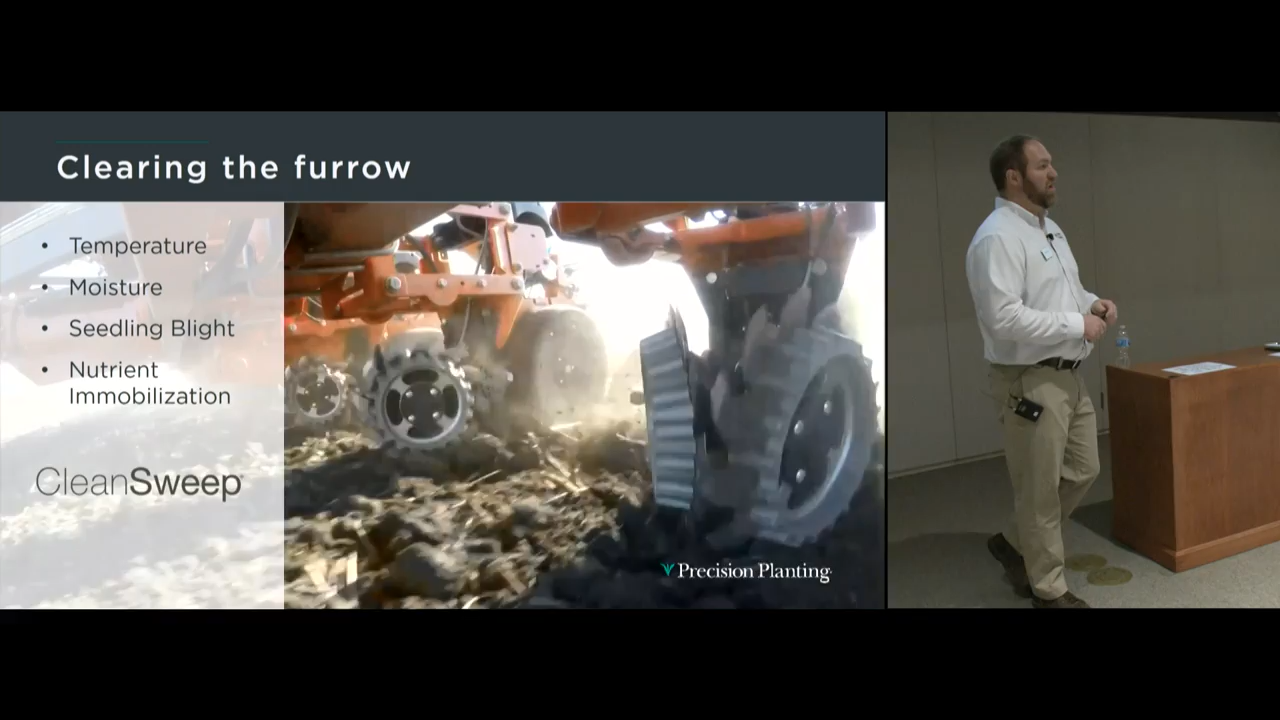 Clearing the furrow
• Temperature
• Moisture
• Seedling Blight
• Nutrient
Immobilization
CleanSweep
Precision Planting